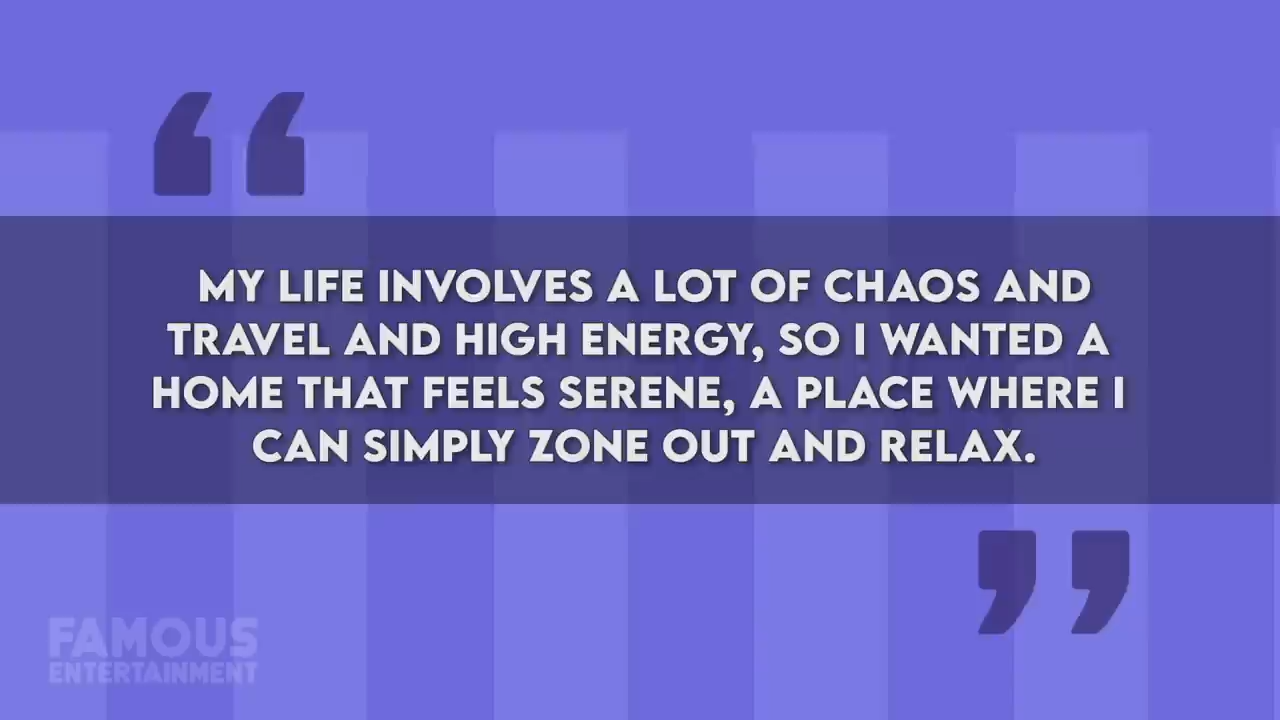 “
MY LIFE INVOLVES A LOT OF CHAOS AND
TRAVEL AND HIGH ENERGY, SO I WANTED A
HOME THAT FEELS SERENE, A PLACE WHERE I
CAN SIMPLY ZONE OUT AND RELAX.
”
FAMOUS
ENTERTAINMENT